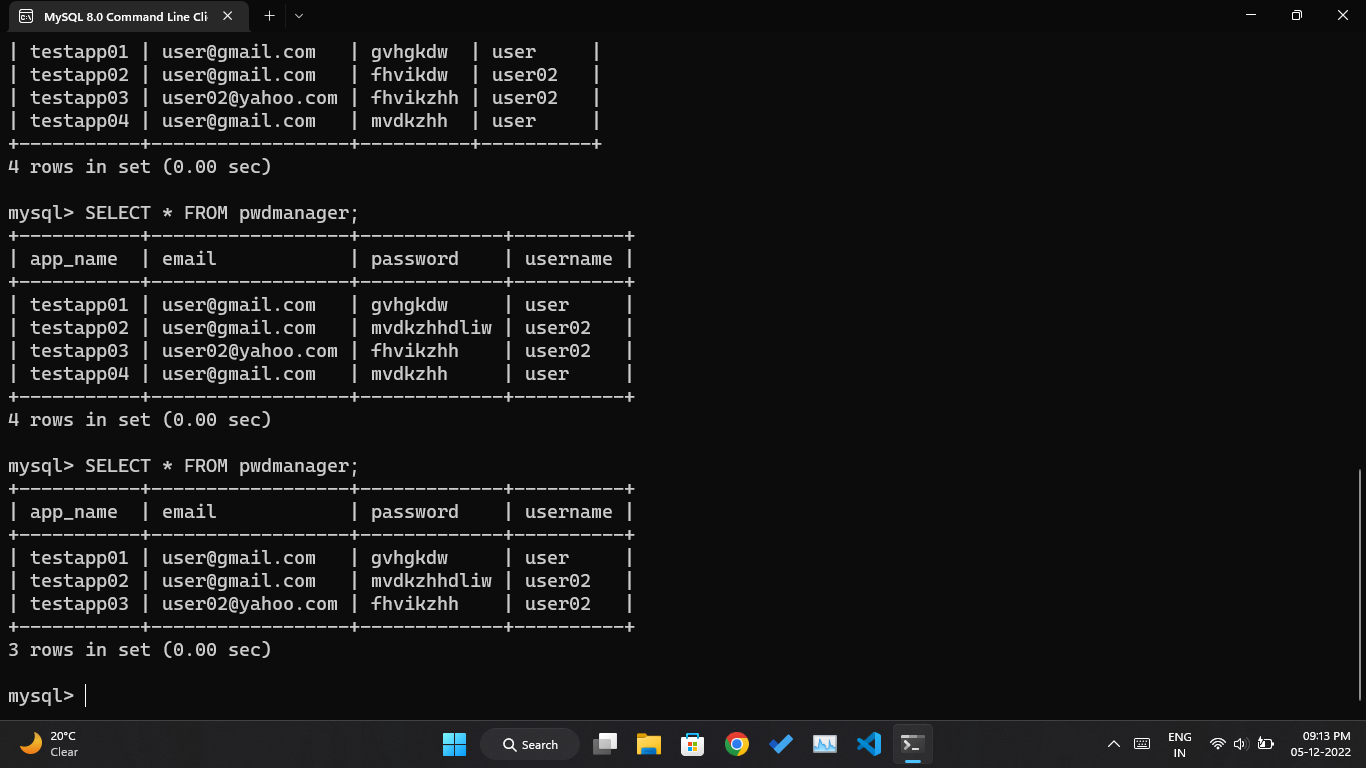 MySQL 8.0 Command Line Cli
| testapp01 | user@gmail.com   | gvhgkdw  | user     |
| testapp02 | user@gmail.com   | fhvikdw  | user02   |
| testapp03 | user02@yahoo.com | fhvikzhh | user02   |
| testapp04 | user@gmail.com   | mvdkzhh  | user     |
+-----------+------------------+----------+----------+
4 rows in set (0.00 sec)
mysql> SELECT * FROM pwdmanager;
+-----------+------------------+-------------+----------+
| app_name  | email            | password    | username |
+-----------+------------------+-------------+----------+
| testapp01 | user@gmail.com   | gvhgkdw     | user     |
| testapp02 | user@gmail.com   | mvdkzhhdliw | user02   |
| testapp03 | user02@yahoo.com | fhvikzhh    | user02   |
| testapp04 | user@gmail.com   | mvdkzhh     | user     |
+-----------+------------------+-------------+----------+
4 rows in set (0.00 sec)
mysql> SELECT * FROM pwdmanager;
+-----------+------------------+-------------+----------+
| app_name  | email            | password    | username |
+-----------+------------------+-------------+----------+
| testapp01 | user@gmail.com   | gvhgkdw     | user     |
| testapp02 | user@gmail.com   | mvdkzhhdliw | user02   |
| testapp03 | user02@yahoo.com | fhvikzhh    | user02   |
+-----------+------------------+-------------+----------+
3 rows in set (0.00 sec)
mysql>
20°C
Clear
Search
ENG
IN
09:13 PM
05-12-2022